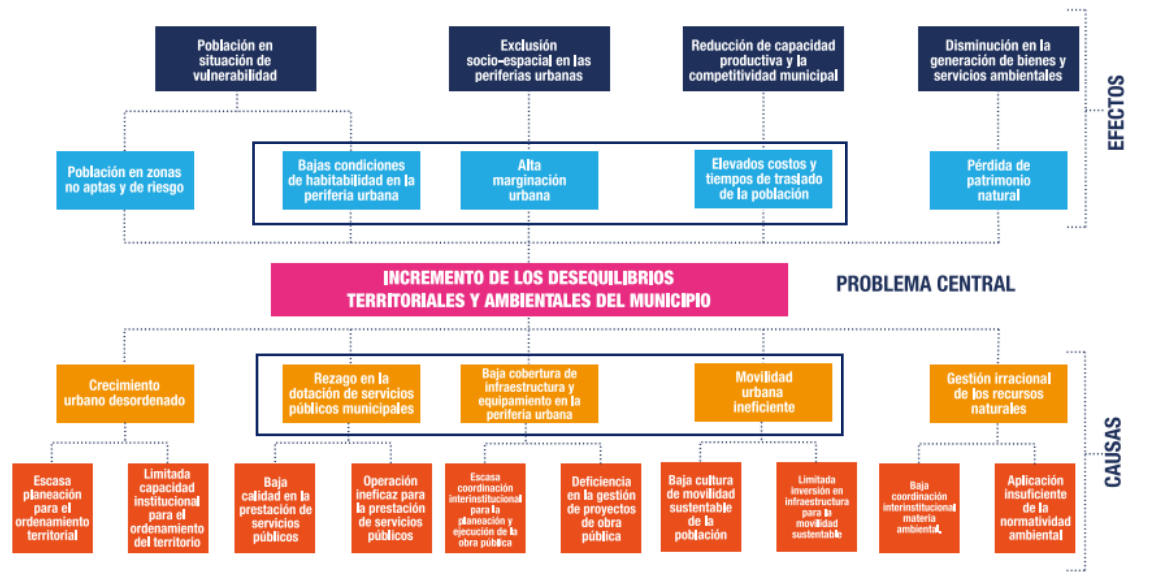 Población en
situación de
vulnerabilidad
Exclusión
socio-espacial en las
periferias urbanas
Reducción de capacidad
productiva y la
competitividad municipal
Disminución en la
generación de bienes y
servicios ambientales
EFECTOS
Población en zonas
no aptas y de riesgo
Bajas condiciones
de habitabilidad en la
periferia urbana
Alta
marginación
urbana
Elevados costos y
tiempos de traslado
de la población
Pérdida de
patrimonio
natural
INCREMENTO DE LOS DESEQUILIBRIOS
TERRITORIALES Y AMBIENTALES DEL MUNICIPIO
PROBLEMA CENTRAL
Crecimiento
urbano desordenado
Rezago en la
dotación de servicios
públicos municipales
Baja cobertura de
infraestructura y
equipamiento en la
periferia urbana
Movilidad
urbana
ineficiente
Gestión irracional
de los recursos
naturales
CAUSAS
Escasa
planeación
para el
ordenamiento
territorial
Limitada
capacidad
institucional
para el
ordenamiento
del territorio
Baja
calidad en la
prestación de
servicios
públicos
Operación
ineficaz para
la prestación
de servicios
públicos
Escasa
coordinación
interinstitucional
para la
planeación y
ejecución de la
obra pública
Deficiencia
en la gestión
de proyectos
de obra
pública
Baja cultura
de movilidad
sustentable
de la
población
Limitada
inversión en
infraestructura
para la
movilidad
sustentable
Baja
coordinación
interinstitucional
materia
ambiental.
Aplicación
insuficiente
de la
normatividad
ambiental